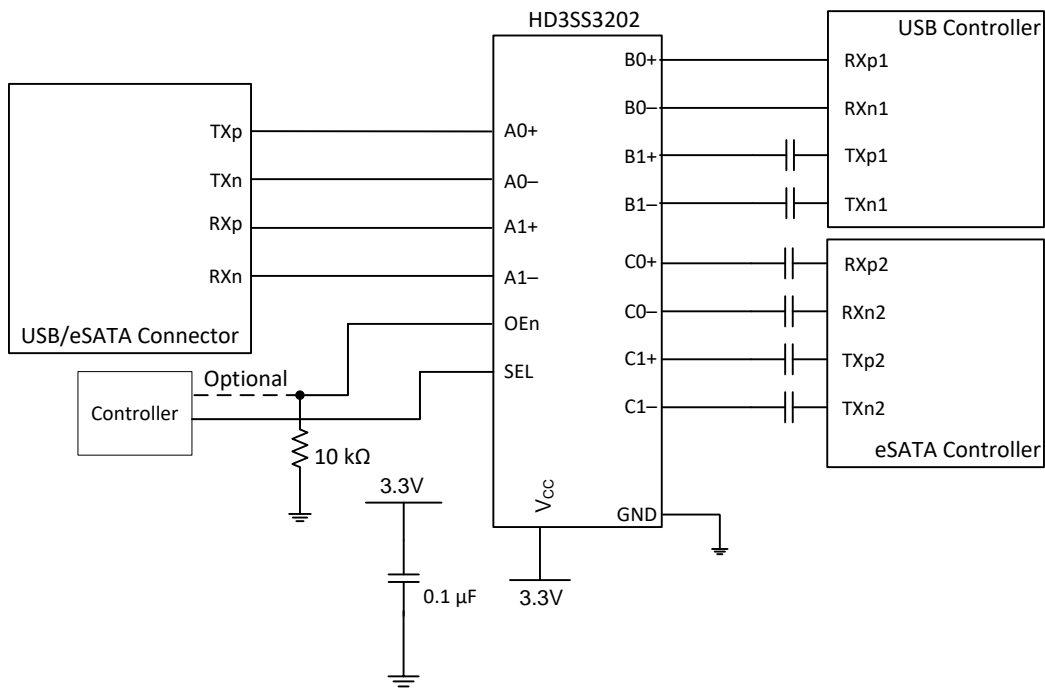 HD3SS3202
USB Controller
B0+
RXp1
B0–
RXn1
TXp
A0+
B1+
TXp1
TXn
A0–
B1–
TXn1
RXp
A1+
C0+
RXp2
RXn
A1–
C0–
RXn2
USB/eSATA Connector
OEn
C1+
TXp2
Optional
SEL
C1–
TXn2
Controller
eSATA Controller
10 kΩ
3.3V
VCC
GND
0.1 µF
3.3V